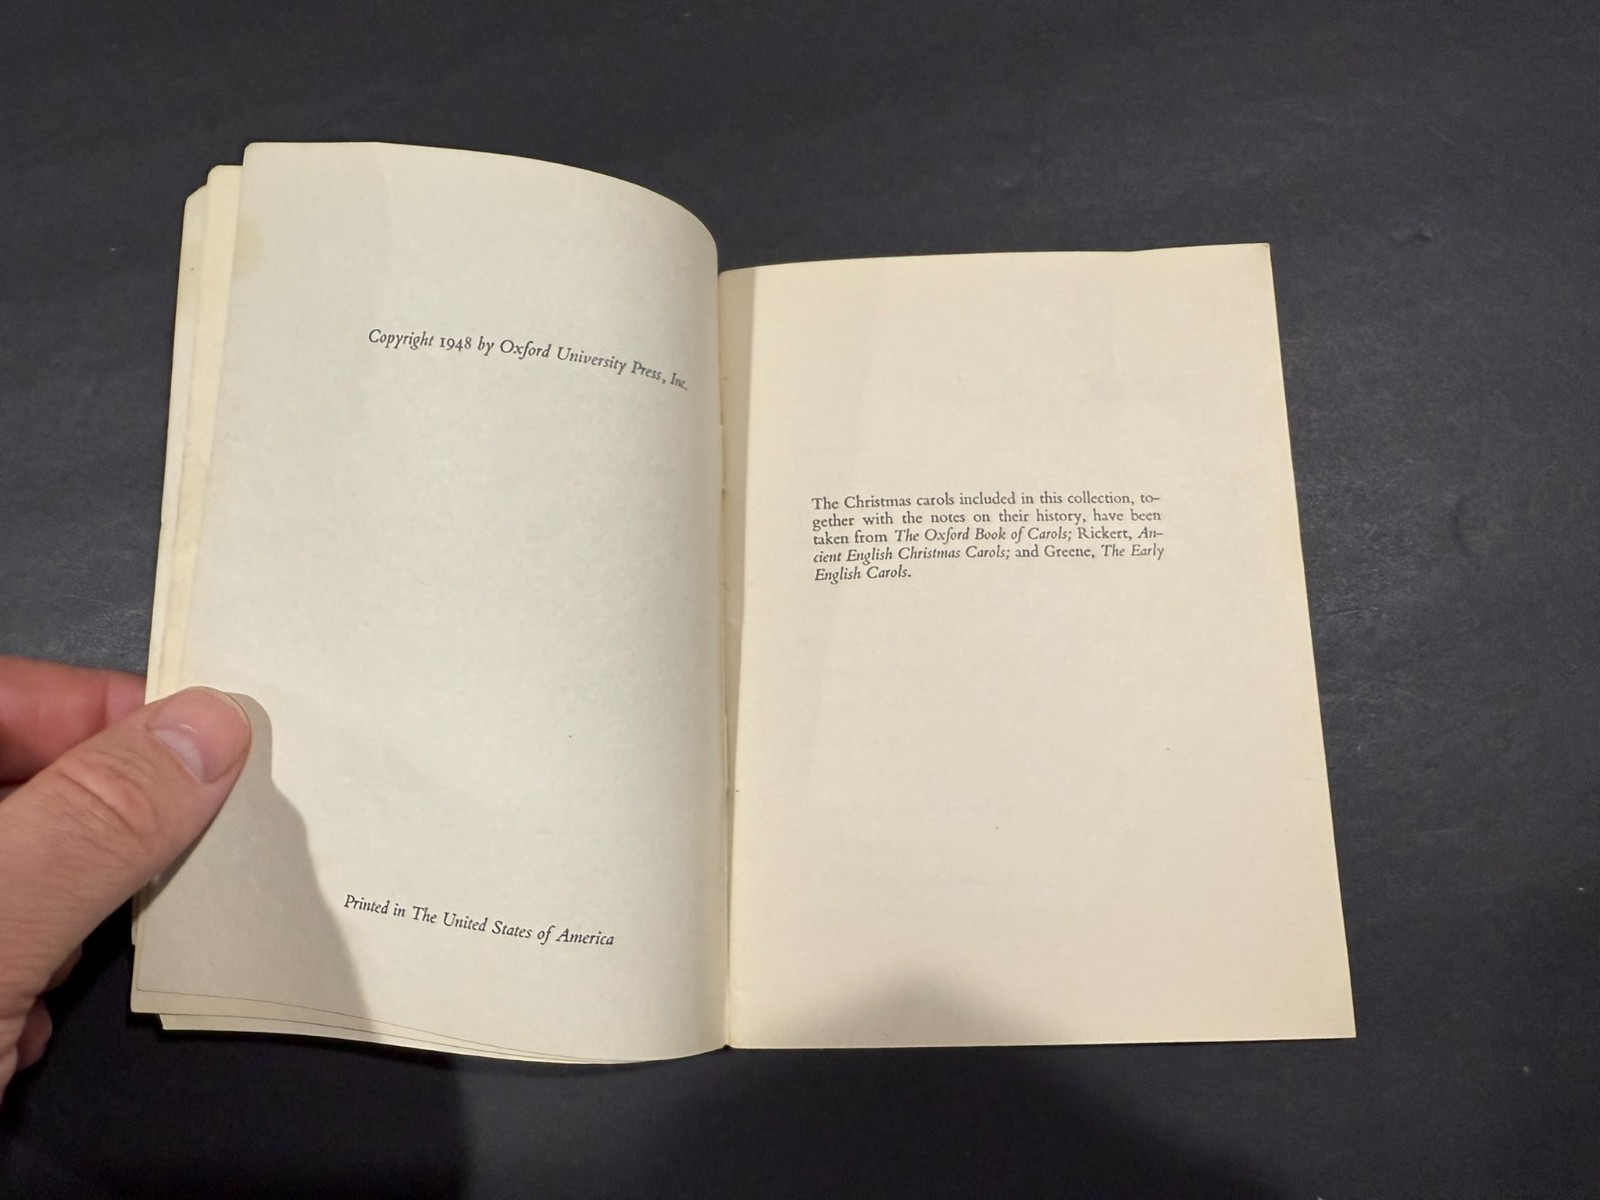 Copyright 1948 by Oxford University Press, Inc.
Printed in The United States of America
The Christmas carols included in this collection, to-
gether with the notes on their history, have been
taken from The Oxford Book of Carols; Rickert, An-
cient English Christmas Carols; and Greene, The Early
English Carols.